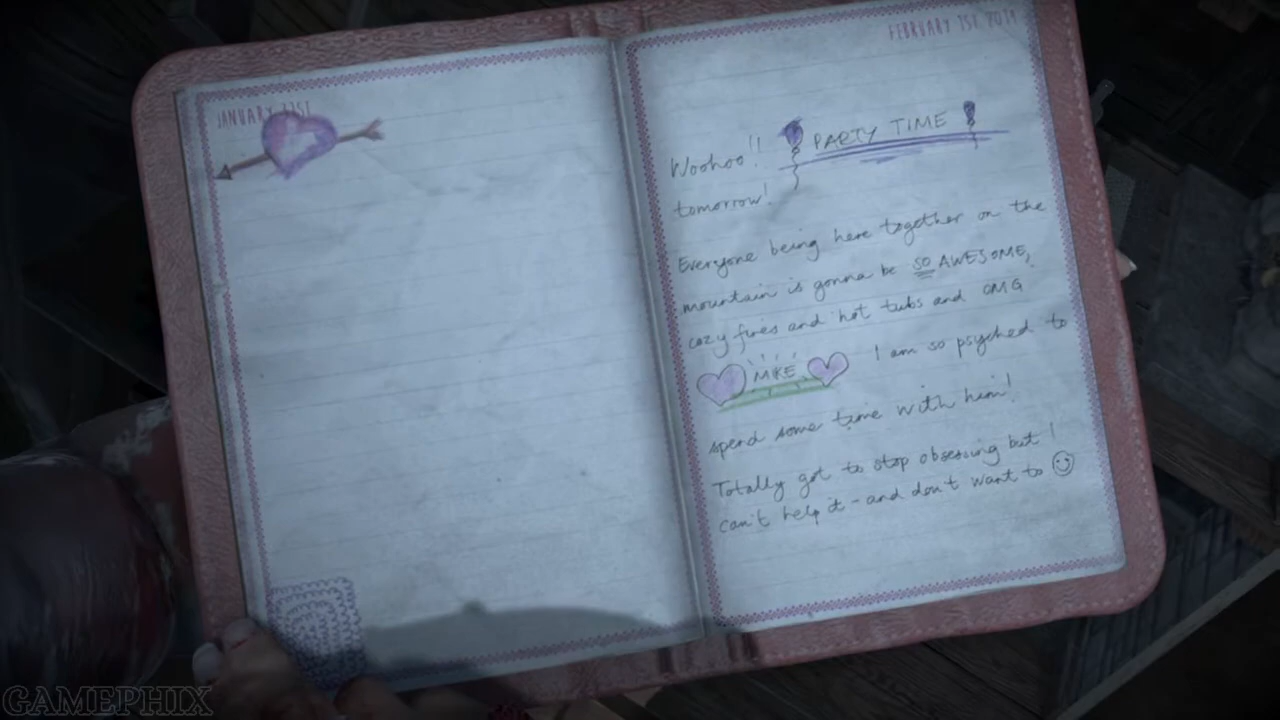 JANUARY 31ST
FEBRUARY 1ST 2014
Woohoo!! PARTY TIME
tomorrow!
Everyone being here together on the
mountain is gonna be SO AWESOME,
cozy fires and hot tubs and OMG
MIKE I am so psyched to
spend some time with him!
Totally got to stop obsessing but I
can't help it - and don't want to
GAMEPHIX